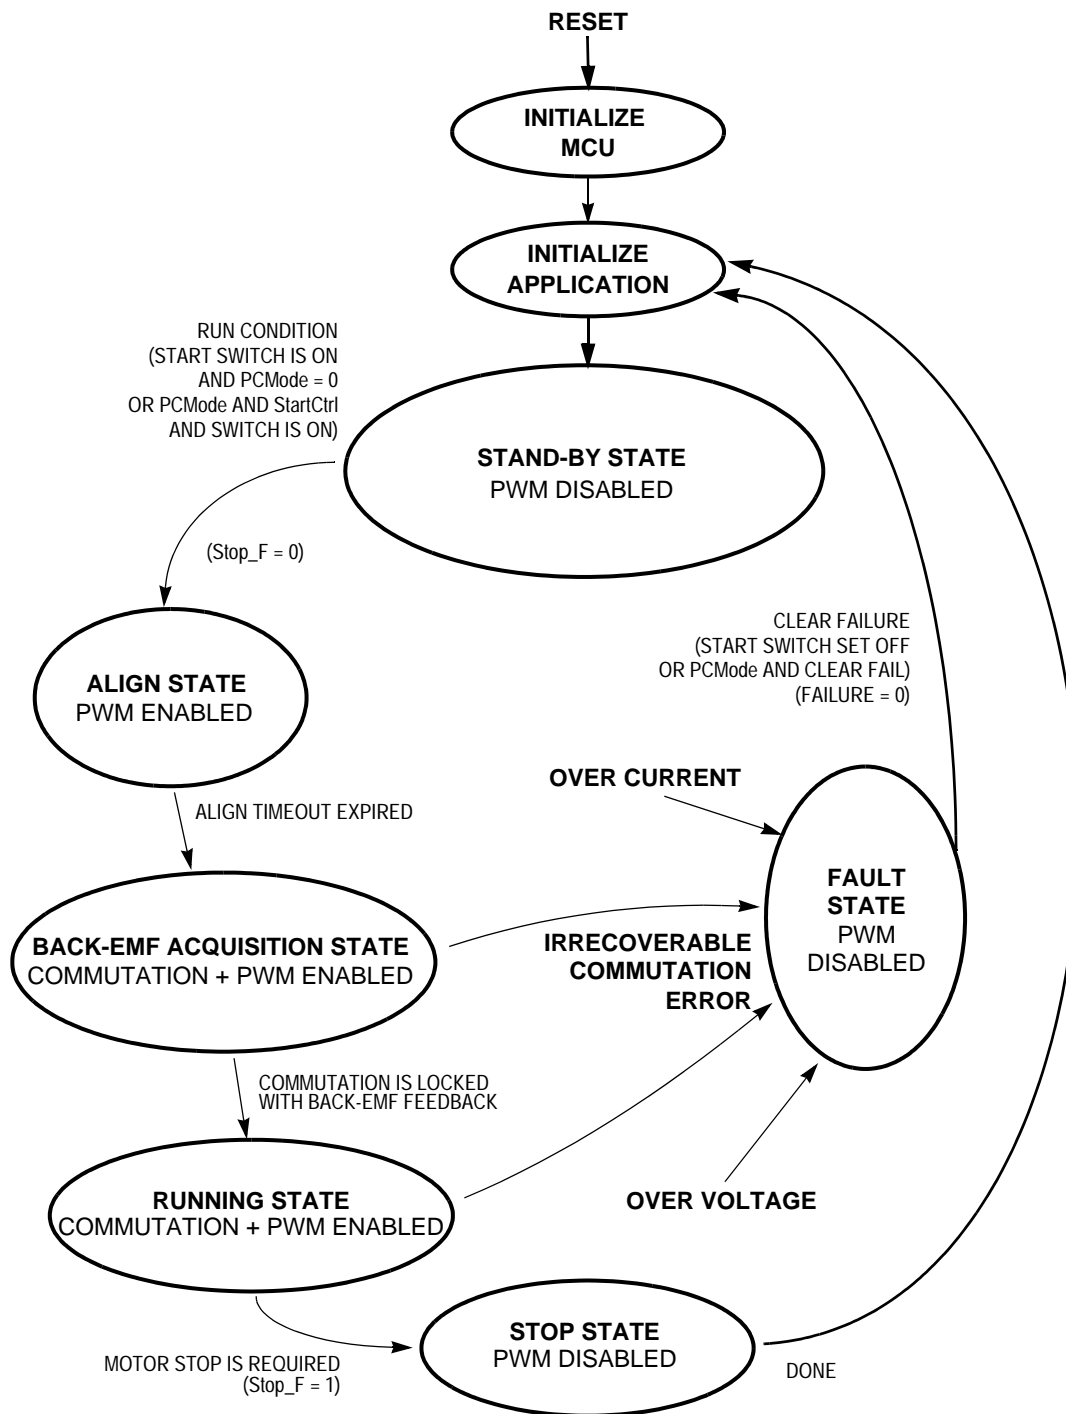 RESET
INITIALIZE
MCU
INITIALIZE
APPLICATION
RUN CONDITION
(START SWITCH IS ON
AND PCMode = 0
OR PCMode AND StartCtrl
AND SWITCH IS ON)
STAND-BY STATE
PWM DISABLED
(Stop_F = 0)
CLEAR FAILURE
(START SWITCH SET OFF
OR PCMode AND CLEAR FAIL)
(FAILURE = 0)
ALIGN STATE
PWM ENABLED
OVER CURRENT
ALIGN TIMEOUT EXPIRED
FAULT
STATE
PWM
DISABLED
BACK-EMF ACQUISITION STATE
COMMUTATION + PWM ENABLED
IRRECOVERABLE
COMMUTATION
ERROR
COMMUTATION IS LOCKED
WITH BACK-EMF FEEDBACK
RUNNING STATE
COMMUTATION + PWM ENABLED
OVER VOLTAGE
STOP STATE
PWM DISABLED
MOTOR STOP IS REQUIRED
(Stop_F = 1)
DONE